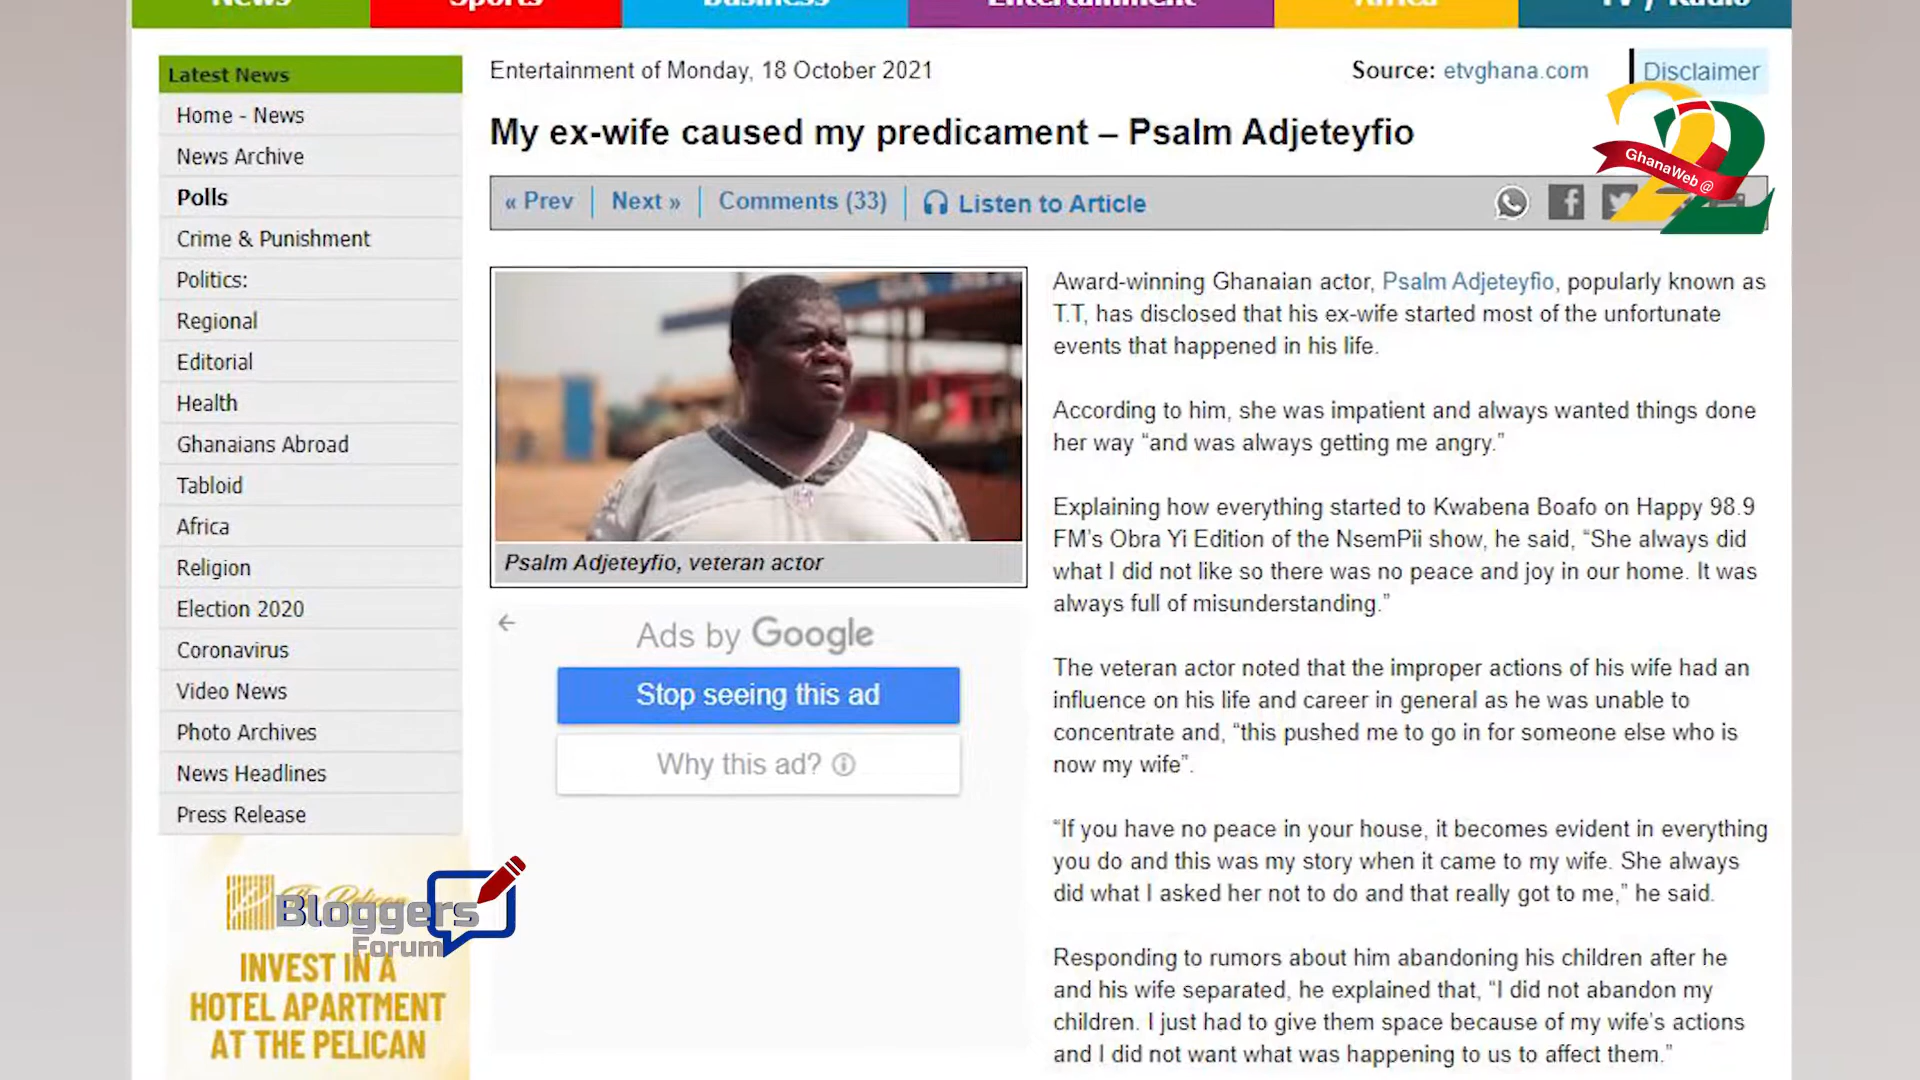 News Sports Business Entertainment Africa TV / Radio
Latest News
Home - News
News Archive
Polls
Crime & Punishment
Politics:
Regional
Editorial
Health
Ghanaians Abroad
Tabloid
Africa
Religion
Election 2020
Coronavirus
Video News
Photo Archives
News Headlines
Press Release
INVEST IN A
HOTEL APARTMENT
AT THE PELICAN
Bloggers
Forum
Entertainment of Monday, 18 October 2021
Source: etvghana.com
Disclaimer
GhanaWeb @
22
My ex-wife caused my predicament – Psalm Adjeteyfio
« Prev Next » Comments (33) Listen to Article
Psalm Adjeteyfio, veteran actor
Ads by Google
Stop seeing this ad
Why this ad?
Award-winning Ghanaian actor, Psalm Adjeteyfio, popularly known as
T.T, has disclosed that his ex-wife started most of the unfortunate
events that happened in his life.
According to him, she was impatient and always wanted things done
her way “and was always getting me angry.”
Explaining how everything started to Kwabena Boafo on Happy 98.9
FM’s Obra Yi Edition of the NsemPii show, he said, “She always did
what I did not like so there was no peace and joy in our home. It was
always full of misunderstanding.”
The veteran actor noted that the improper actions of his wife had an
influence on his life and career in general as he was unable to
concentrate and, “this pushed me to go in for someone else who is
now my wife”.
“If you have no peace in your house, it becomes evident in everything
you do and this was my story when it came to my wife. She always
did what I asked her not to do and that really got to me,” he said.
Responding to rumors about him abandoning his children after he
and his wife separated, he explained that, “I did not abandon my
children. I just had to give them space because of my wife’s actions
and I did not want what was happening to us to affect them.”